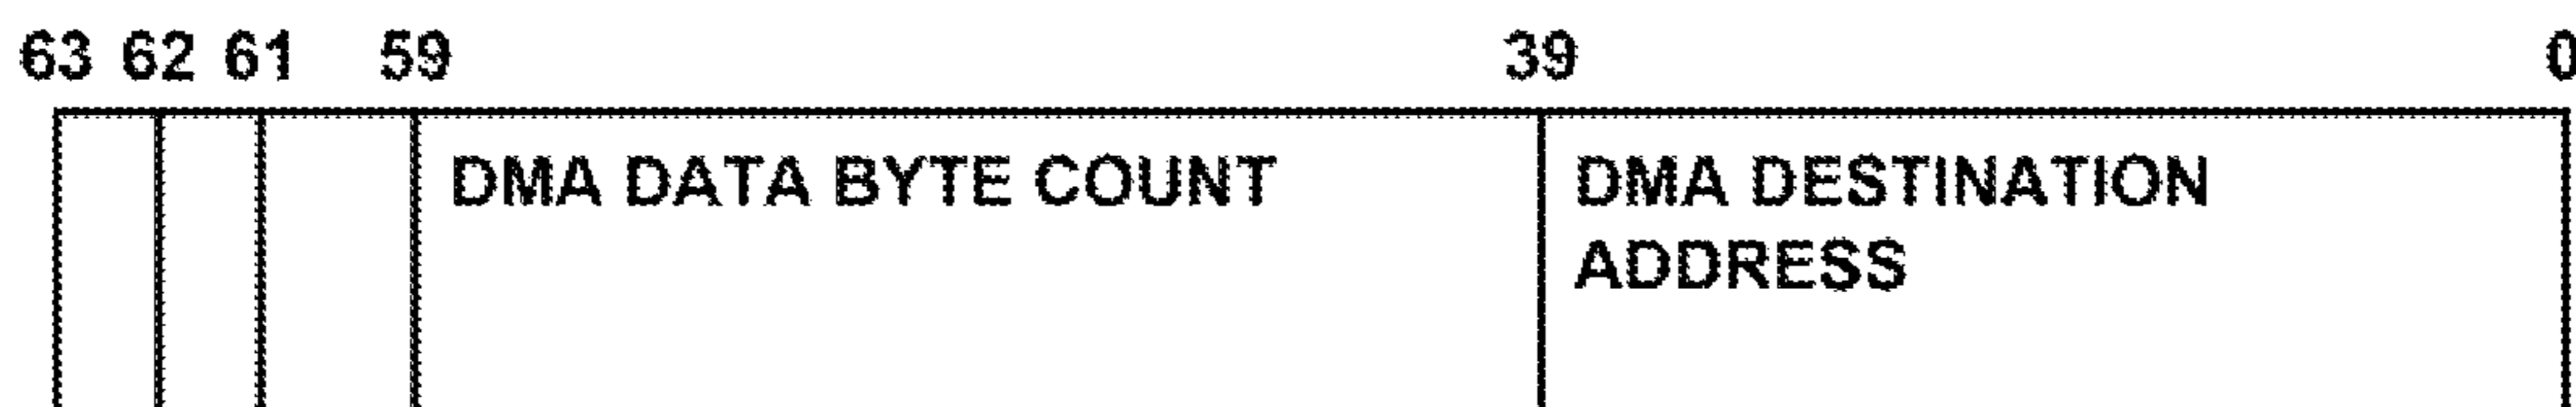 63 62 61 59 39 0
DMA DATA BYTE COUNT DMA DESTINATION
ADDRESS